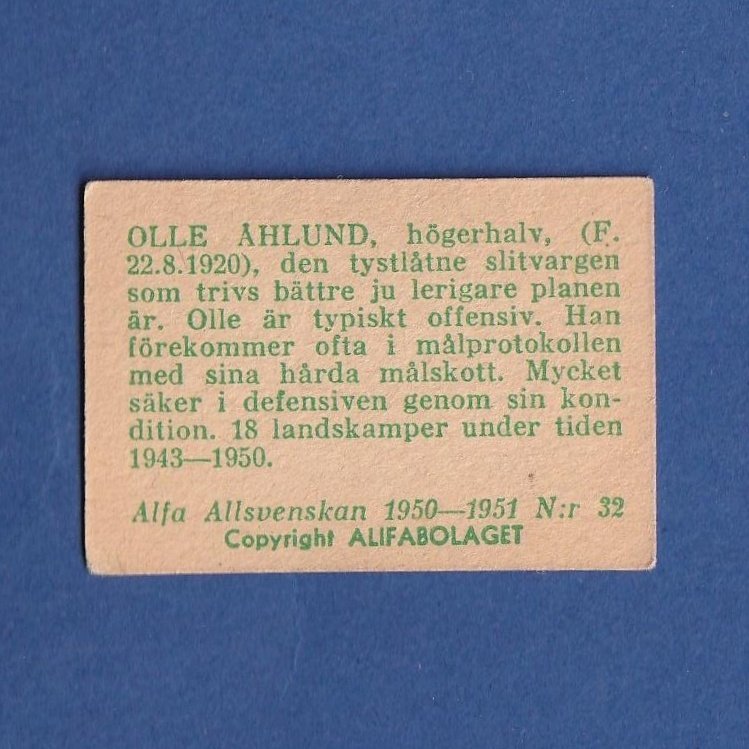 OLLE ÅHLUND, högerhalv, (F.
22.8.1920), den tystlåtne slitvargen
som trivs bättre ju lerigare planen
är. Olle är typiskt offensiv. Han
förekommer ofta i målprotokollen
med sina hårda målskott. Mycket
säker i defensiven genom sin kon-
dition. 18 landskamper under tiden
1943—1950.
Alfa Allsvenskan 1950—1951 N:r 32
Copyright ALIFABOLAGET